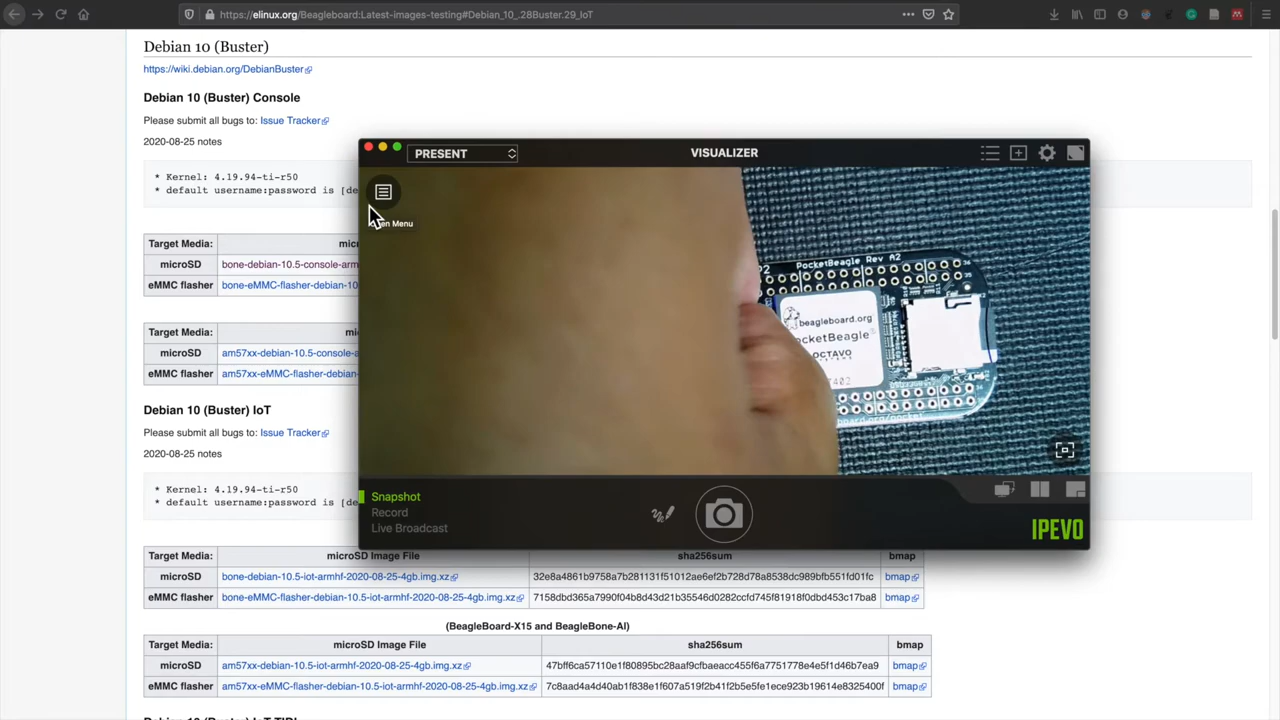 https://elinux.org/Beagleboard:Latest-images-testing#Debian_10_.28Buster.29_IoT
Debian 10 (Buster)
https://wiki.debian.org/DebianBuster
Debian 10 (Buster) Console
Please submit all bugs to: Issue Tracker
2020-08-25 notes
* Kernel: 4.19.94-ti-r50
* default username:password is [de
Target Media: mic
microSD bone-debian-10.5-console-arm
eMMC flasher bone-eMMC-flasher-debian-10
Target Media: mi
microSD am57xx-debian-10.5-console-a
eMMC flasher am57xx-eMMC-flasher-debian-
Debian 10 (Buster) IoT
Please submit all bugs to: Issue Tracker
2020-08-25 notes
* Kernel: 4.19.94-ti-r50
* default username:password is [de
PRESENT
VISUALIZER
en Menu
PocketBeagle Rev A2
P2
beagleboard.org
PocketBeagle
OCTAVO
Snapshot
Record
Live Broadcast
IPEVO
microSD Image File sha256sum bmap
microSD bone-debian-10.5-iot-armhf-2020-08-25-4gb.img.xz 32e8a4861b9758a7b281131f51012ae6ef2b728d78a8538dc989bfb551fd01fc bmap
eMMC flasher bone-eMMC-flasher-debian-10.5-iot-armhf-2020-08-25-4gb.img.xz 7158dbd365a7990f04b8d43d21b35546d0282ccfd745f81918f0dbd453c17ba8 bmap
(BeagleBoard-X15 and BeagleBone-AI)
Target Media: microSD Image File sha256sum bmap
microSD am57xx-debian-10.5-iot-armhf-2020-08-25-4gb.img.xz 47bff6ca57110e1f80895bc28aaf9cfbaeacc455f6a7751778e4e5f1d46b7ea9 bmap
eMMC flasher am57xx-eMMC-flasher-debian-10.5-iot-armhf-2020-08-25-4gb.img.xz 7c8aad4a4d40ab1f838e1f607a519f2b41f2b5e5fe1ece923b19614e8325400f bmap